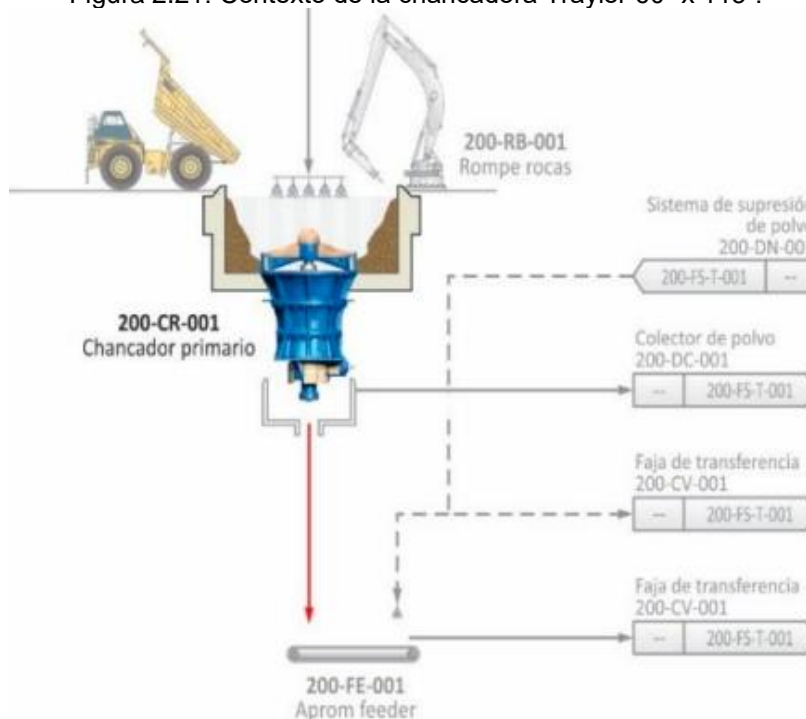 Figura 2.21: Contexto de la chancadora Traylor 60" x 113".
200-RB-001
Rompe rocas
Sistema de supresión
de polvo
200-DN-00
200-FS-T-001 --
200-CR-001
Chancador primario
Colector de polvo
200-DC-001
-- 200-FS-T-001
Faja de transferencia
200-CV-001
-- 200-FS-T-001
Faja de transferencia
200-CV-001
-- 200-FS-T-001
200-FE-001
Aprom feeder